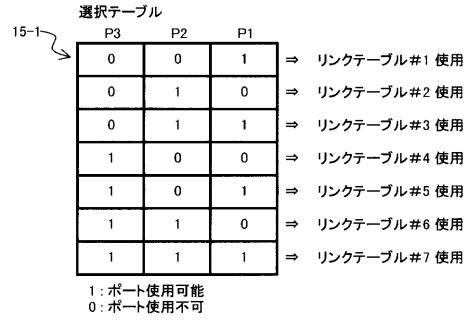 選択テーブル
15-1
P3 P2 P1
0 0 1 ⇒ リンクテーブル#1 使用
0 1 0 ⇒ リンクテーブル#2 使用
0 1 1 ⇒ リンクテーブル#3 使用
1 0 0 ⇒ リンクテーブル#4 使用
1 0 1 ⇒ リンクテーブル#5 使用
1 1 0 ⇒ リンクテーブル#6 使用
1 1 1 ⇒ リンクテーブル#7 使用
1：ポート使用可能
0：ポート使用不可